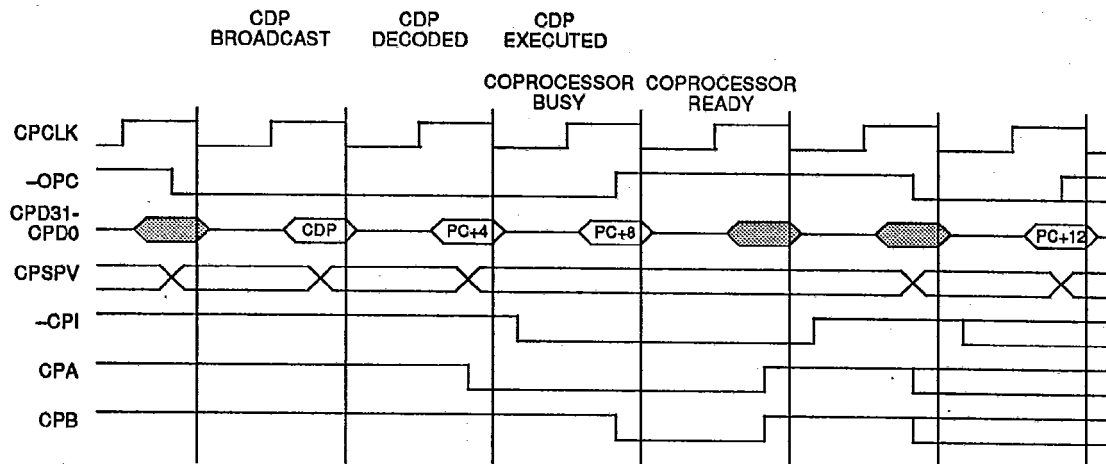 CDP
BROADCAST
CDP
DECODED
CDP
EXECUTED
COPROCESSOR
BUSY
COPROCESSOR
READY
CPCLK
–OPC
CPD31-
CPD0
CDP
PC+4
PC+8
PC+12
CPSPV
–CPI
CPA
CPB